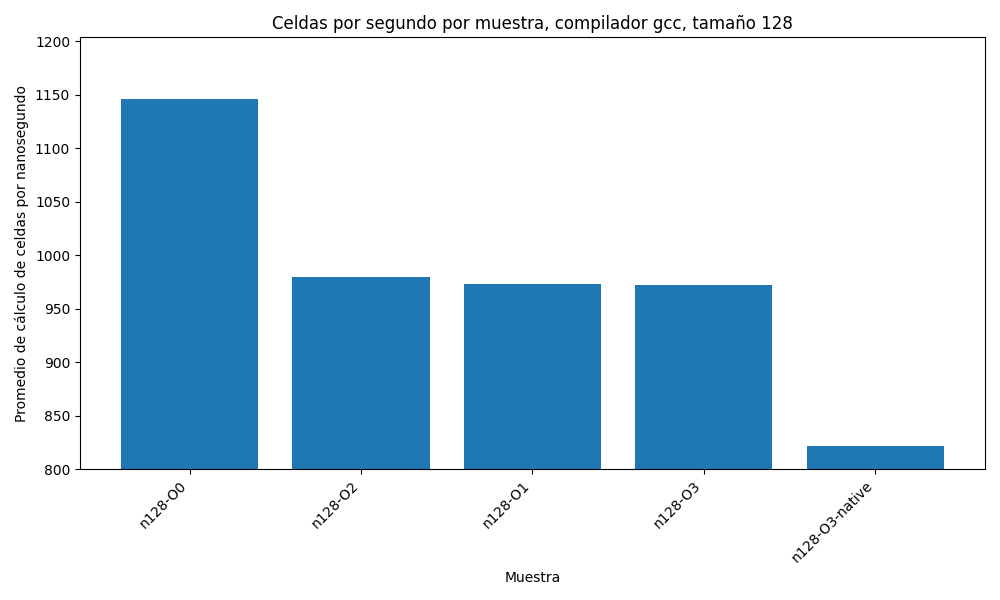 Celdas por segundo por muestra, compilador gcc, tamaño 128
Promedio de cálculo de celdas por nanosegundo
1200
1150
1100
1050
1000
950
900
850
800
n128-O0
n128-O2
n128-O1
n128-O3
n128-O3-native
Muestra